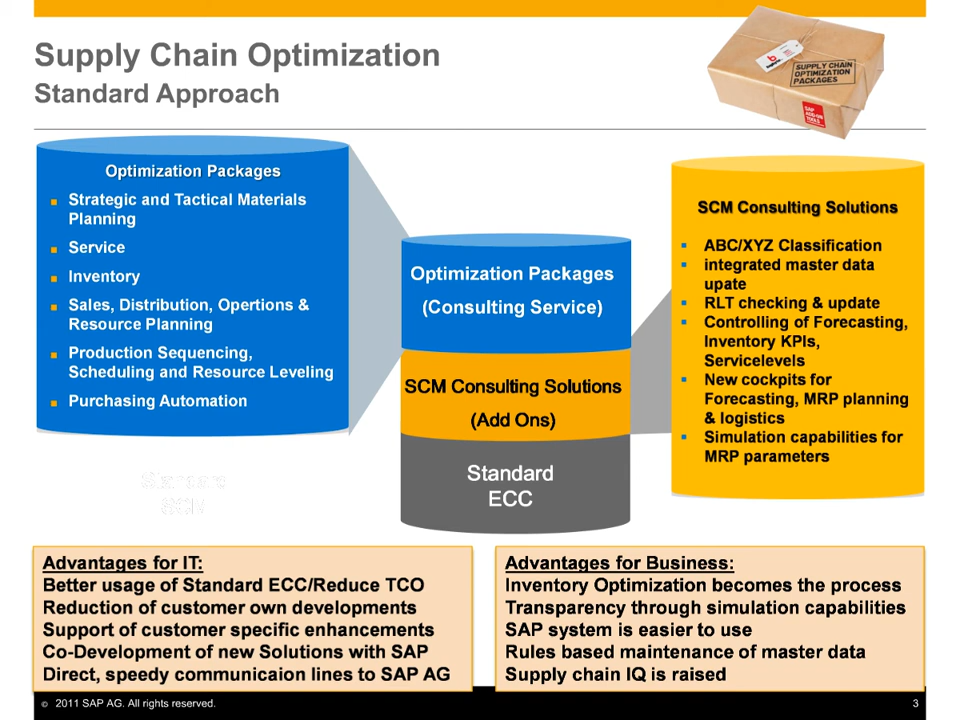 Supply Chain Optimization
Standard Approach
SUPPLY CHAIN
OPTIMIZATION
PACKAGES
SAP
ADD-ON
TOOLS
Optimization Packages
Strategic and Tactical Materials
Planning
Service
Inventory
Sales, Distribution, Opertions &
Resource Planning
Production Sequencing,
Scheduling and Resource Leveling
Purchasing Automation
Standard
SCM
Optimization Packages
(Consulting Service)
SCM Consulting Solutions
(Add Ons)
Standard
ECC
SCM Consulting Solutions
ABC/XYZ Classification
integrated master data
upate
RLT checking & update
Controlling of Forecasting,
Inventory KPIs,
Servicelevels
New cockpits for
Forecasting, MRP planning
& logistics
Simulation capabilities for
MRP parameters
Advantages for IT:
Better usage of Standard ECC/Reduce TCO
Reduction of customer own developments
Support of customer specific enhancements
Co-Development of new Solutions with SAP
Direct, speedy communicaion lines to SAP AG
Advantages for Business:
Inventory Optimization becomes the process
Transparency through simulation capabilities
SAP system is easier to use
Rules based maintenance of master data
Supply chain IQ is raised
© 2011 SAP AG. All rights reserved.
3